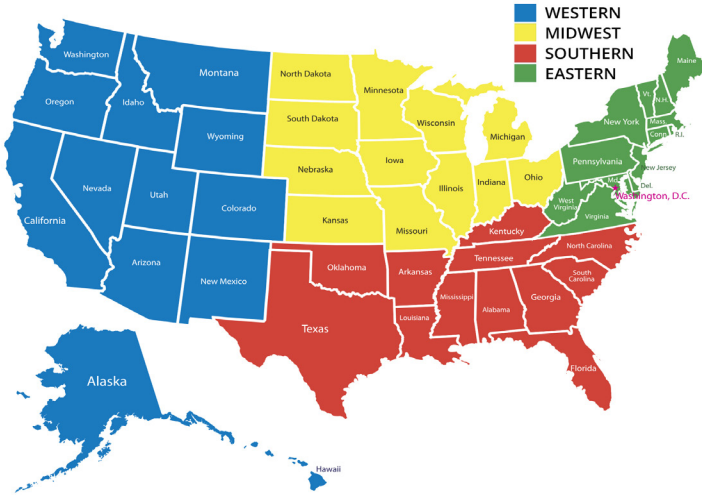 WESTERN
MIDWEST
SOUTHERN
EASTERN
Washington
Oregon
Idaho
Montana
Wyoming
California
Nevada
Utah
Colorado
Arizona
New Mexico
Alaska
Hawaii
North Dakota
South Dakota
Nebraska
Kansas
Minnesota
Iowa
Missouri
Wisconsin
Illinois
Michigan
Indiana
Ohio
Oklahoma
Texas
Arkansas
Louisiana
Kentucky
Tennessee
Mississippi
Alabama
Georgia
Florida
North Carolina
South
Carolina
Maine
Vt.
N.H.
New York
Mass.
Conn.
R.I.
Pennsylvania
New Jersey
Md.
Del.
Washington, D.C.
West
Virginia
Virginia